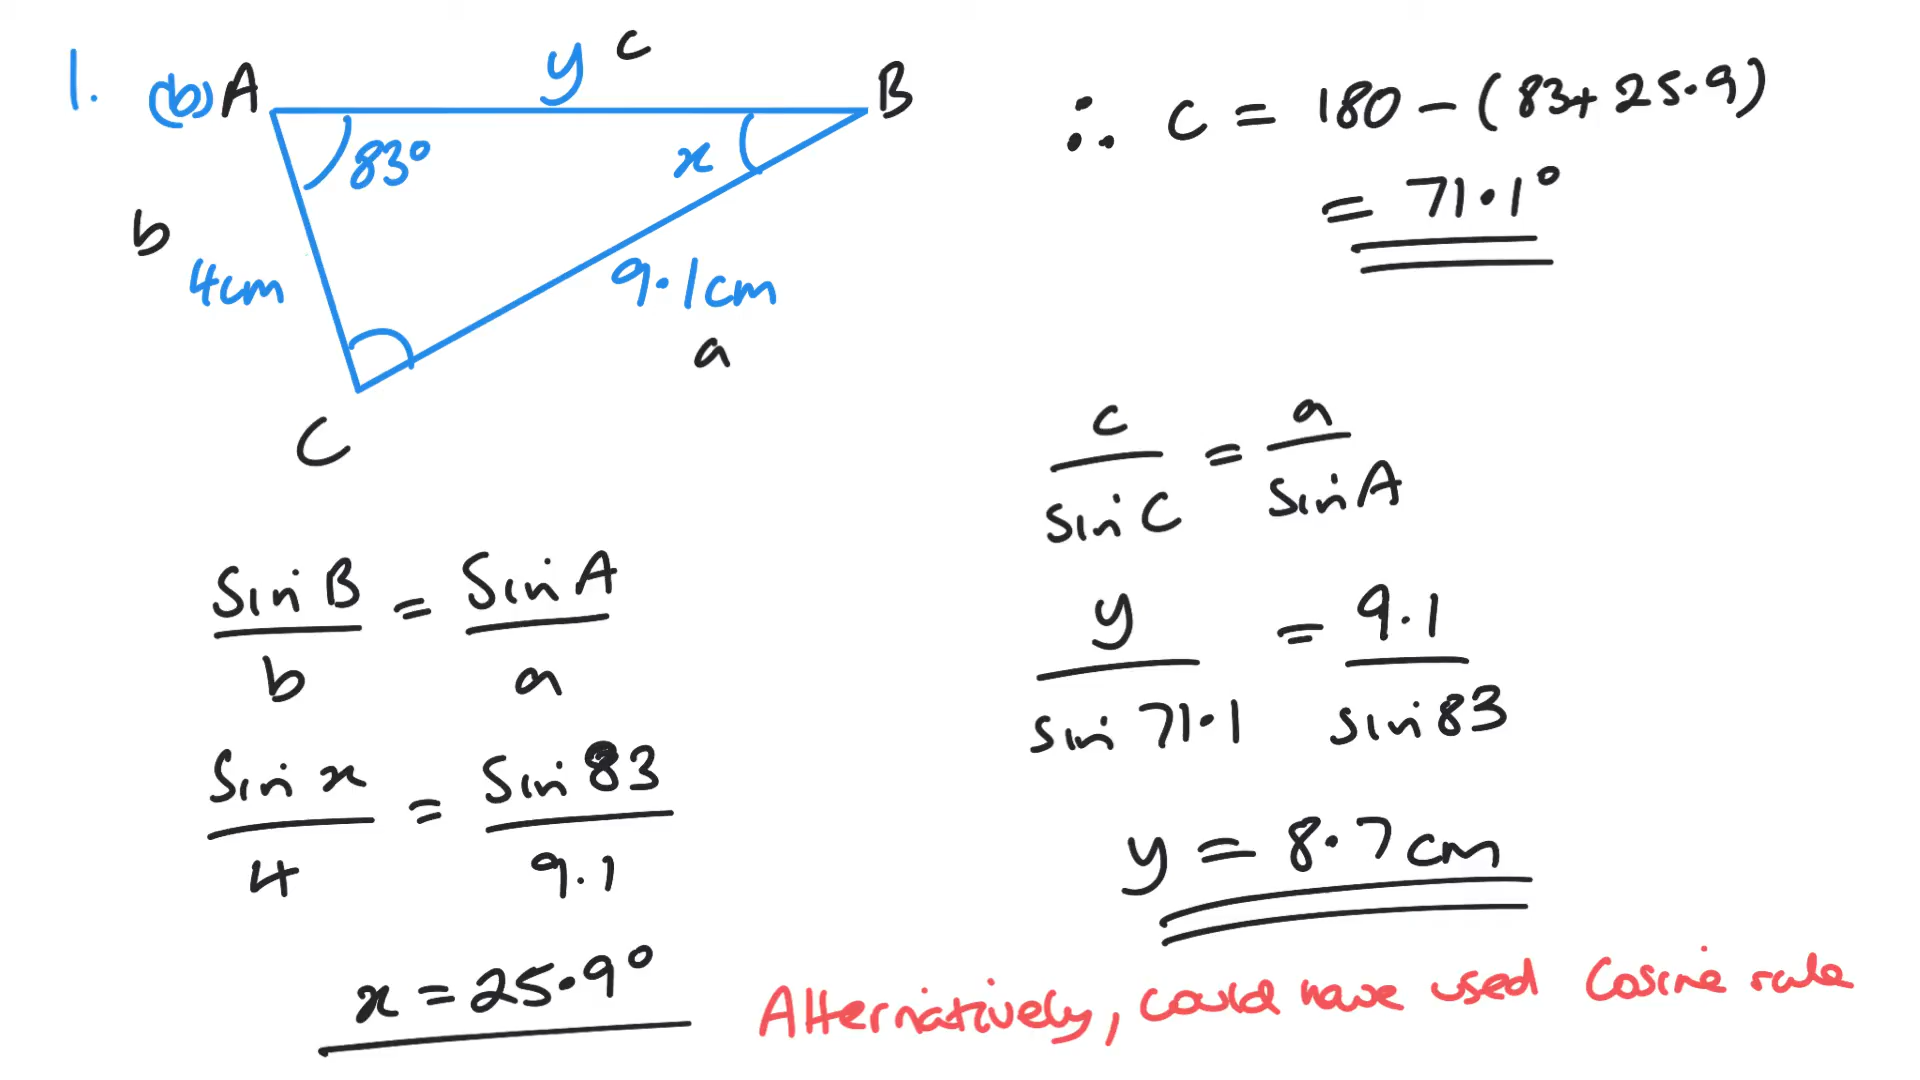 1. (b) A y c B
83° x
b 4cm 9.1cm a
C
Sin B / b = Sin A / a
Sin x / 4 = Sin 83 / 9.1
x = 25.9°
∴ C = 180 - (83+25.9)
= 71.1°
c / sin C = a / sin A
y / sin 71.1 = 9.1 / sin 83
y = 8.7cm
Alternatively, could have used Cosine rule